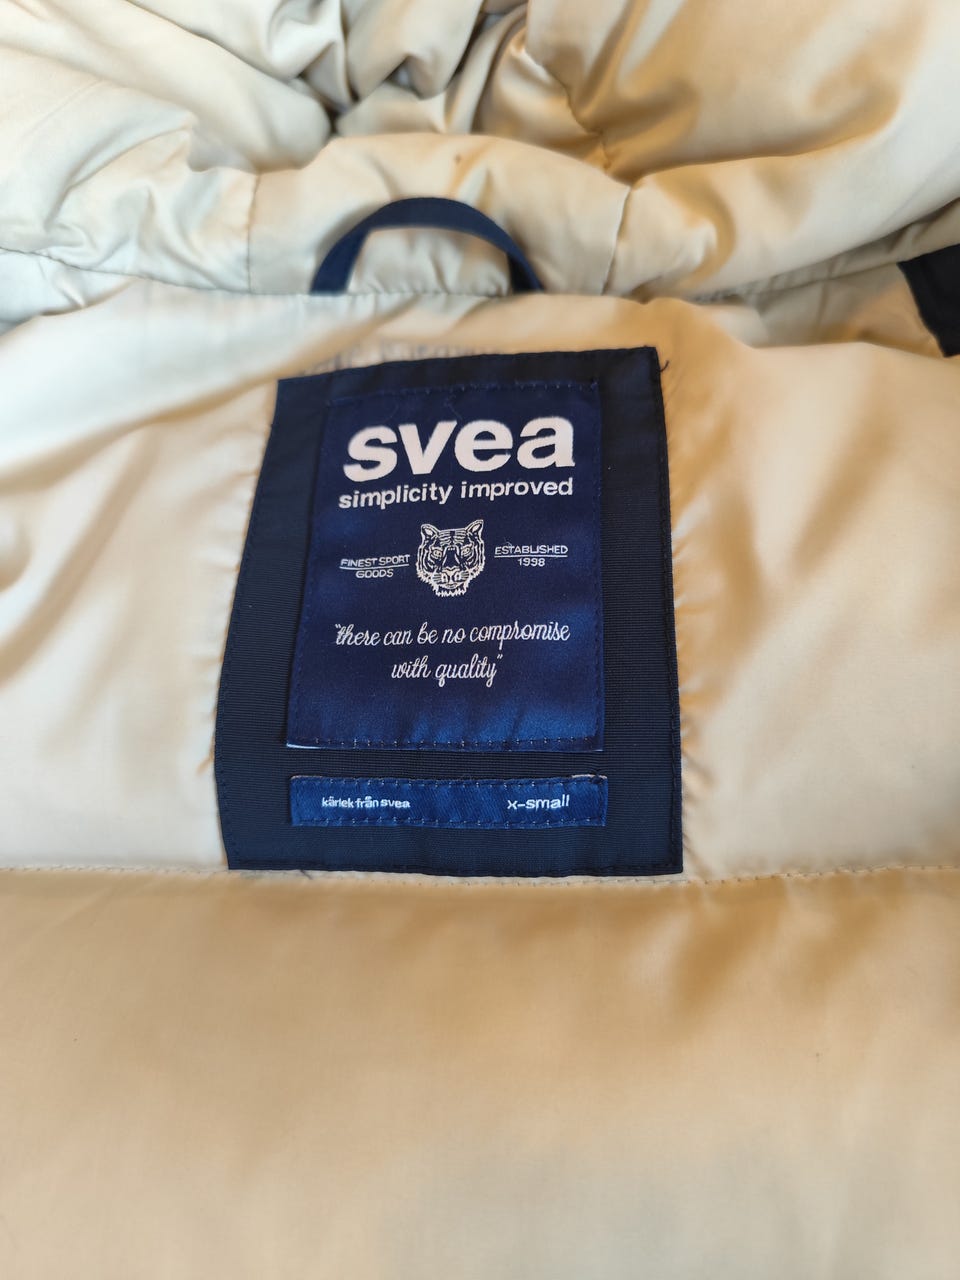 svea
simplicity improved
FINEST SPORT
GOODS
ESTABLISHED
1998
"there can be no compromise
with quality"
kärlek från svea
x-small